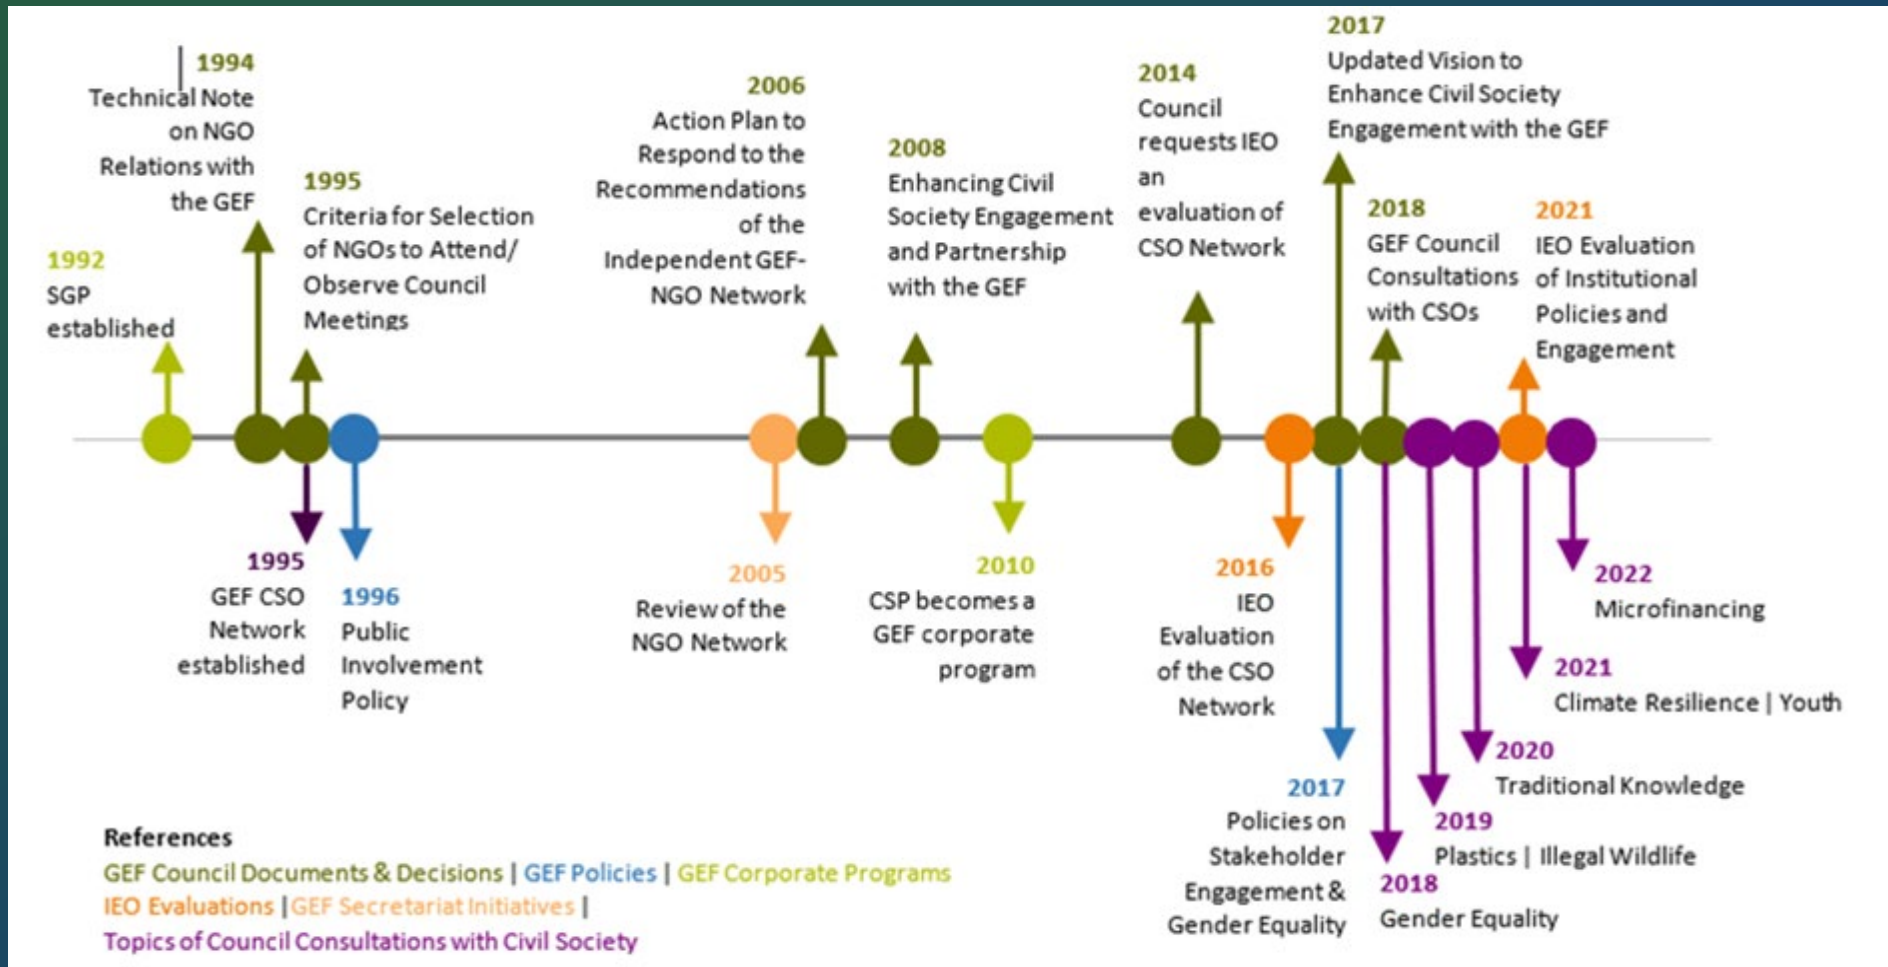 1994
Technical Note
on NGO
Relations with
the GEF
1992
SGP
established
1995
Criteria for Selection
of NGOs to Attend/
Observe Council
Meetings
2006
Action Plan to
Respond to the
Recommendations
of the
Independent GEF-
NGO Network
2008
Enhancing Civil
Society Engagement
and Partnership
with the GEF
2014
Council
requests IEO
an
evaluation of
CSO Network
2017
Updated Vision to
Enhance Civil Society
Engagement with the GEF
2018
GEF Council
Consultations
with CSOs
2021
IEO Evaluation
of Institutional
Policies and
Engagement
1995
GEF CSO
Network
established
1996
Public
Involvement
Policy
2005
Review of the
NGO Network
2010
CSP becomes a
GEF corporate
program
2016
IEO
Evaluation
of the CSO
Network
2017
Policies on
Stakeholder
Engagement &
Gender Equality
2018
Gender Equality
2019
Plastics | Illegal Wildlife
2020
Traditional Knowledge
2021
Climate Resilience | Youth
2022
Microfinancing
References
GEF Council Documents & Decisions | GEF Policies | GEF Corporate Programs
IEO Evaluations | GEF Secretariat Initiatives |
Topics of Council Consultations with Civil Society